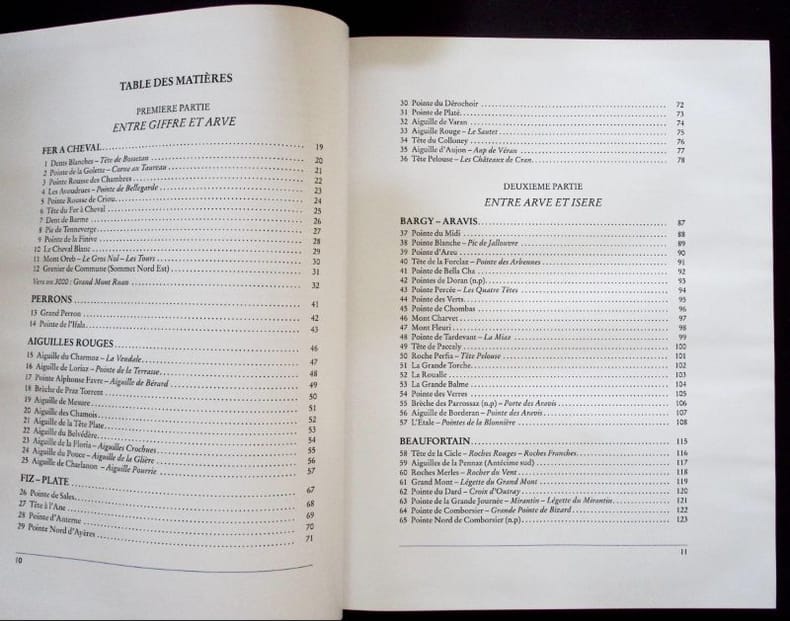 TABLE DES MATIÈRES
PREMIERE PARTIE
ENTRE GIFFRE ET ARVE
FER A CHEVAL 19
1 Dents Blanches – Tête de Bossetan 20
2 Pointe de la Golette – Corne au Taureau 21
3 Pointe Rousse des Chambres 22
4 Les Avoudrues – Pointe de Bellegarde 23
5 Pointe Rousse de Criou 24
6 Tête du Fer à Cheval 25
7 Dent de Barme 26
8 Pic de Tenneverge 27
9 Pointe de la Finive 28
10 Le Cheval Blanc 29
11 Mont Oreb – Le Gros Nol – Les Tours 30
12 Grenier de Commune (Sommet Nord Est) 31
Vers un 3000 : Grand Mont Ruan 32
PERRONS 41
13 Grand Perron 42
14 Pointe de l'Ifala 43
AIGUILLES ROUGES 46
15 Aiguille du Charmoz – La Vendale 47
16 Aiguille de Loriaz – Pointe de la Terrasse 48
17 Pointe Alphonse Favre – Aiguille de Bérard 49
18 Brèche de Praz Torrent 50
19 Aiguille de Mesure 51
20 Aiguille des Chamois 52
21 Aiguille de la Tête Plate 53
22 Aiguille du Belvédère 54
23 Aiguille de la Floria – Aiguilles Crochues 55
24 Aiguille du Pouce – Aiguille de la Glière 56
25 Aiguille de Charlanon – Aiguille Pourrie 57
FIZ – PLATE 67
26 Pointe de Sales 68
27 Tête à l'Ane 69
28 Pointe d'Anterne 70
29 Pointe Nord d'Ayères 71
10
30 Pointe du Dérochoir 72
31 Pointe de Platé 73
32 Aiguille de Varan 74
33 Aiguille Rouge – Le Sautet 75
34 Tête du Colloney 76
35 Aiguille d'Aujon – Aup de Véran 77
36 Tête Pelouse – Les Châteaux de Cran 78
DEUXIEME PARTIE
ENTRE ARVE ET ISERE
BARGY – ARAVIS 87
37 Pointe du Midi 88
38 Pointe Blanche – Pic de Jallouvre 89
39 Pointe d'Areu 90
40 Tête de la Forclaz – Pointe des Arbennes 91
41 Pointe de Bella Cha 92
42 Pointes de Doran (n.p) 93
43 Pointe Percée – Les Quatre Têtes 94
44 Pointe des Verts 95
45 Pointe de Chombas 96
46 Mont Charvet 97
47 Mont Fleuri 98
48 Pointe de Tardevant – La Miaz 99
49 Tête de Paccaly 100
50 Roche Perfia – Tête Pelouse 101
51 La Grande Torche 102
52 La Roualle 103
53 La Grande Balme 104
54 Pointe des Verres 105
55 Brèche des Parrossaz (n.p) – Porte des Aravis 106
56 Aiguille de Borderan – Pointe des Aravis 107
57 L'Etale – Pointes de la Blonnière 108
BEAUFORTAIN 115
58 Tête de la Cicle – Roches Rouges – Roches Franches 116
59 Aiguilles de la Pennaz (Antécime sud) 117
60 Roches Merles – Rocher du Vent 118
61 Grand Mont – Légette du Grand Mont 119
62 Pointe du Dard – Croix d'Outray 120
63 Pointe de la Grande Journée – Mirantin – Légette du Mirantin 121
64 Pointe de Comborsier – Grande Pointe de Bizard 122
65 Pointe Nord de Comborsier (n.p) 123
11